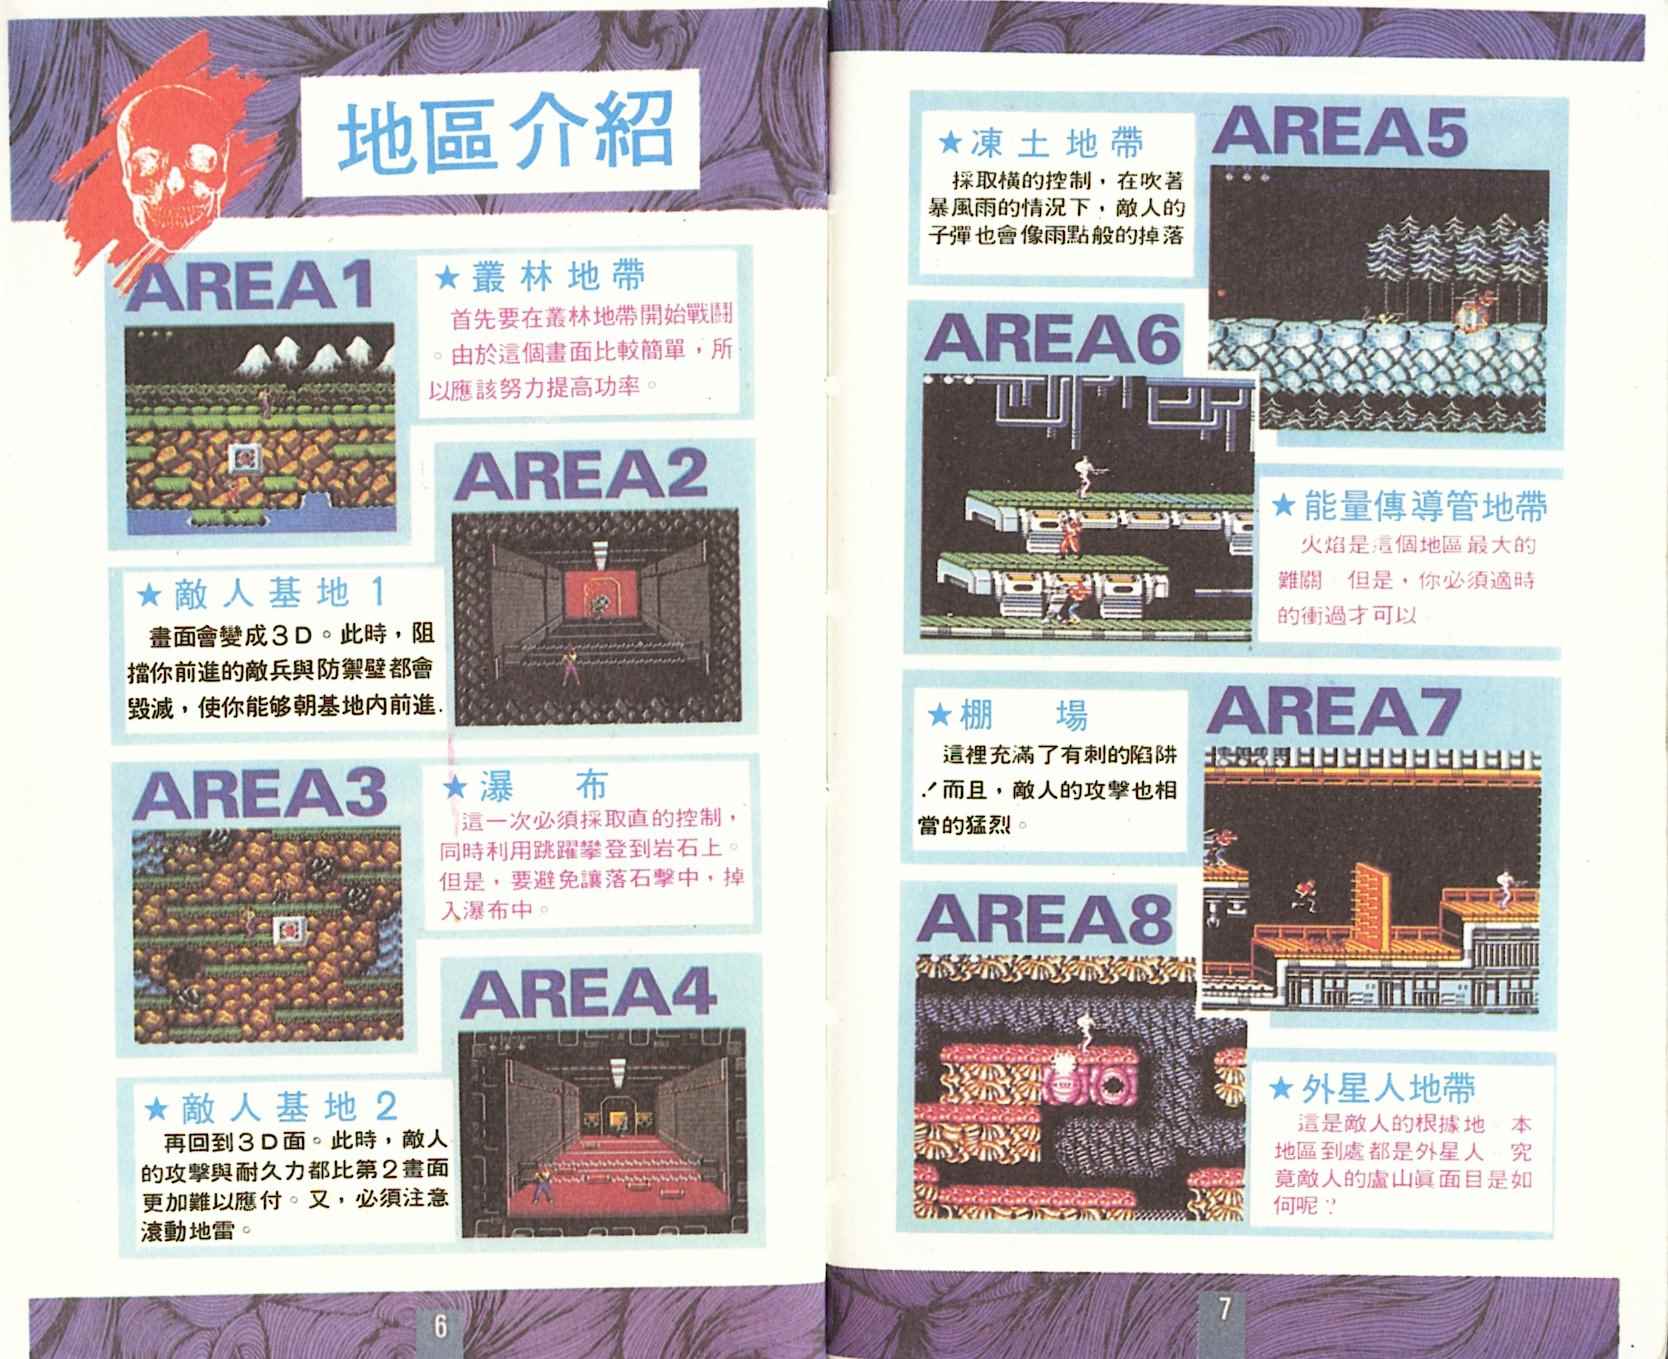 地區介紹
AREA1
★叢林地帶
首先要在叢林地帶開始戰鬪
。由於這個畫面比較簡單，所
以應該努力提高功率。
AREA2
★敵人基地1
畫面會變成3D。此時，阻
擋你前進的敵兵與防禦壁都會
毀滅，使你能够朝基地內前進.
AREA3
★瀑布
這一次必須採取直的控制，
同時利用跳躍攀登到岩石上。
但是，要避免讓落石擊中，掉
入瀑布中。
AREA4
★敵人基地2
再回到3D面。此時，敵人
的攻擊與耐久力都比第2畫面
更加難以應付。又，必須注意
滾動地雷。
6
AREA5
★凍土地帶
採取橫的控制，在吹著
暴風雨的情況下，敵人的
子彈也會像雨點般的掉落
AREA6
★能量傳導管地帶
火焰是這個地區最大的
難關 但是，你必須適時
的衝過才可以
AREA7
★棚場
這裡充滿了有刺的陷阱
！而且，敵人的攻擊也相
當的猛烈。
AREA8
★外星人地帶
這是敵人的根據地 本
地區到處都是外星人 究
竟敵人的盧山眞面目是如
何呢？
7